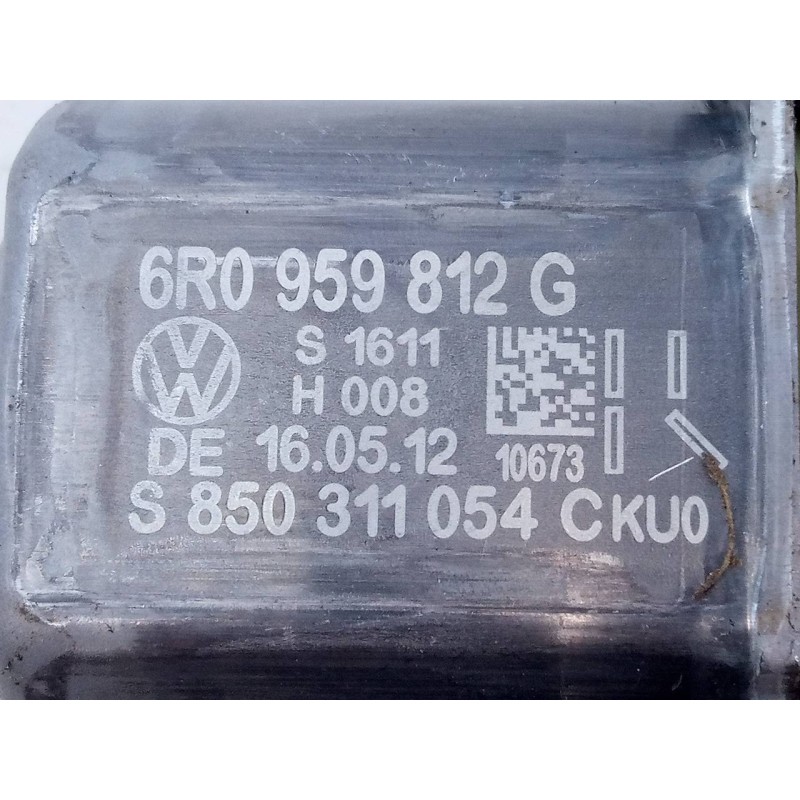 6R0 959 812 G
S 1611
H 008
DE 16.05.12
10673
S 850 311 054 CKU0